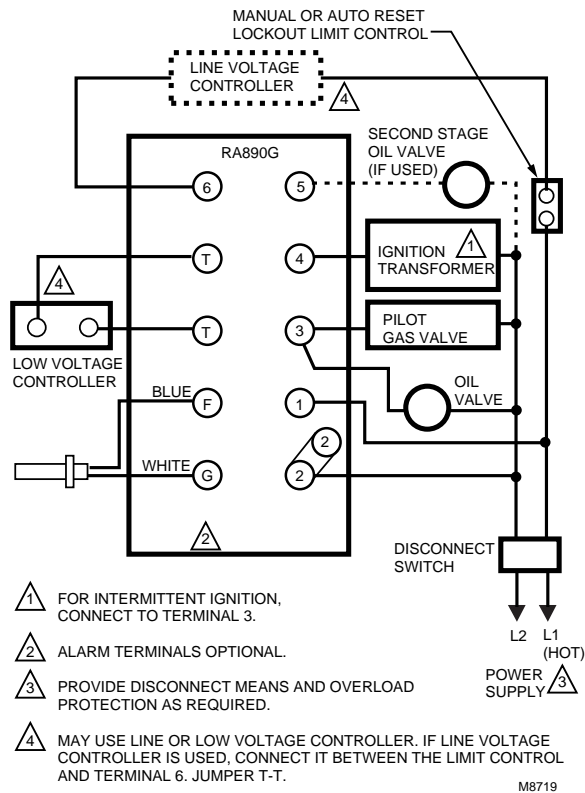 MANUAL OR AUTO RESET
LOCKOUT LIMIT CONTROL
LINE VOLTAGE
CONTROLLER
4
SECOND STAGE
OIL VALVE
(IF USED)
RA890G
6
5
T
4
IGNITION
TRANSFORMER
1
4
T
3
PILOT
GAS VALVE
LOW VOLTAGE
CONTROLLER
OIL
VALVE
BLUE
F
1
2
WHITE
G
2
2
DISCONNECT
SWITCH
L2
L1
(HOT)
POWER
SUPPLY
3
1
FOR INTERMITTENT IGNITION,
CONNECT TO TERMINAL 3.
2
ALARM TERMINALS OPTIONAL.
3
PROVIDE DISCONNECT MEANS AND OVERLOAD
PROTECTION AS REQUIRED.
4
MAY USE LINE OR LOW VOLTAGE CONTROLLER. IF LINE VOLTAGE
CONTROLLER IS USED, CONNECT IT BETWEEN THE LIMIT CONTROL
AND TERMINAL 6. JUMPER T-T.
M8719